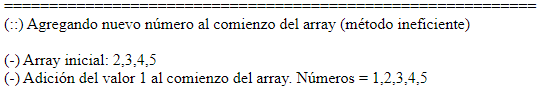 ============================================================
(::) Agregando nuevo número al comienzo del array (método ineficiente)
(-) Array inicial: 2,3,4,5
(-) Adición del valor 1 al comienzo del array. Números = 1,2,3,4,5